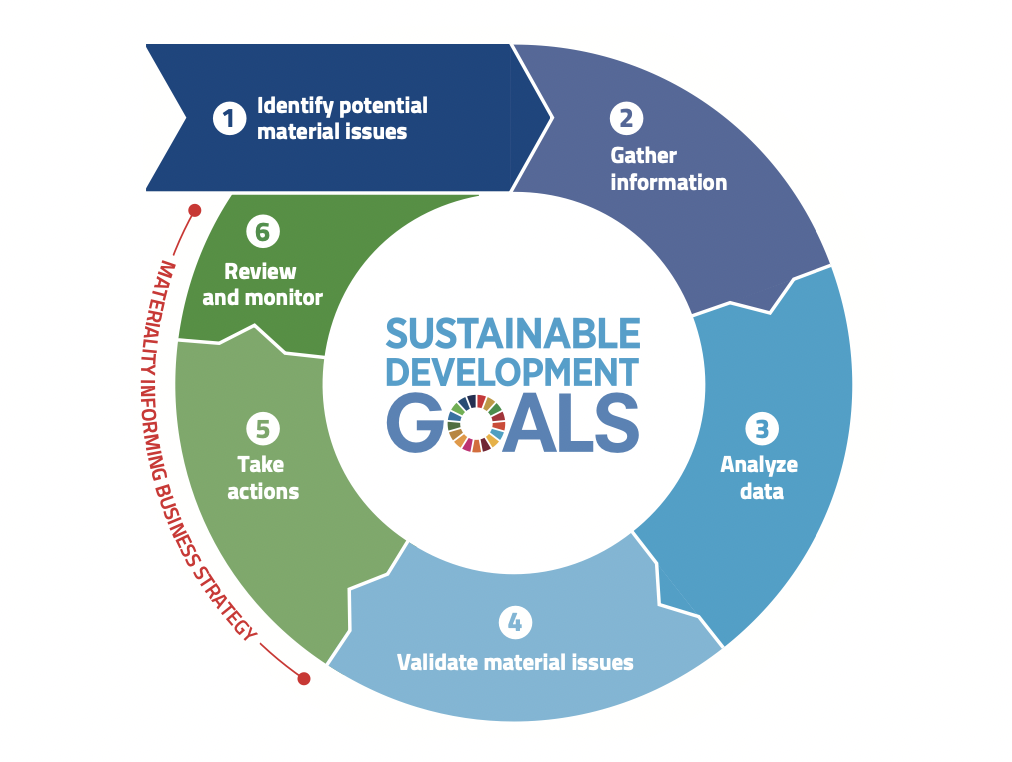 1 Identify potential
material issues
2
Gather
information
3
Analyze
data
4
Validate material issues
5
Take
actions
6
Review
and monitor
MATERIALITY INFORMING BUSINESS STRATEGY
SUSTAINABLE
DEVELOPMENT
GOALS